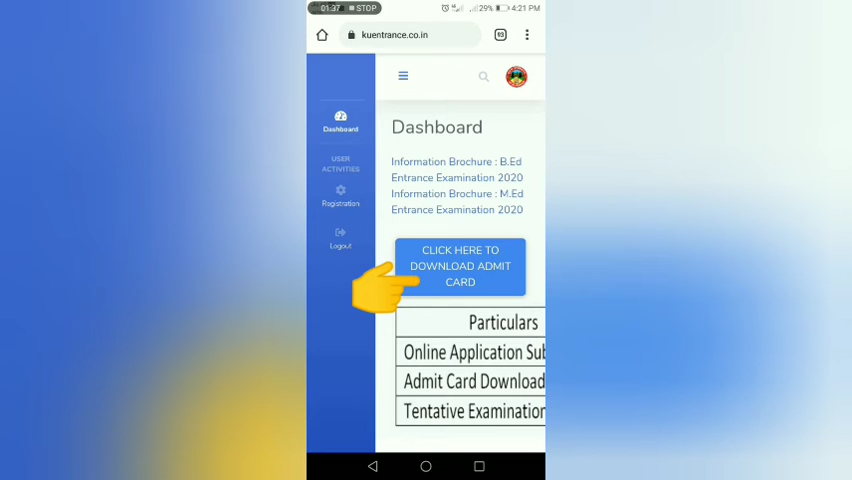 01:37 STOP
29% 4:21 PM
kuentrance.co.in
93
Dashboard
USER
ACTIVITIES
Registration
Logout
Dashboard
Information Brochure : B.Ed
Entrance Examination 2020
Information Brochure : M.Ed
Entrance Examination 2020
CLICK HERE TO
DOWNLOAD ADMIT
CARD
Particulars
Online Application Sub
Admit Card Download
Tentative Examination